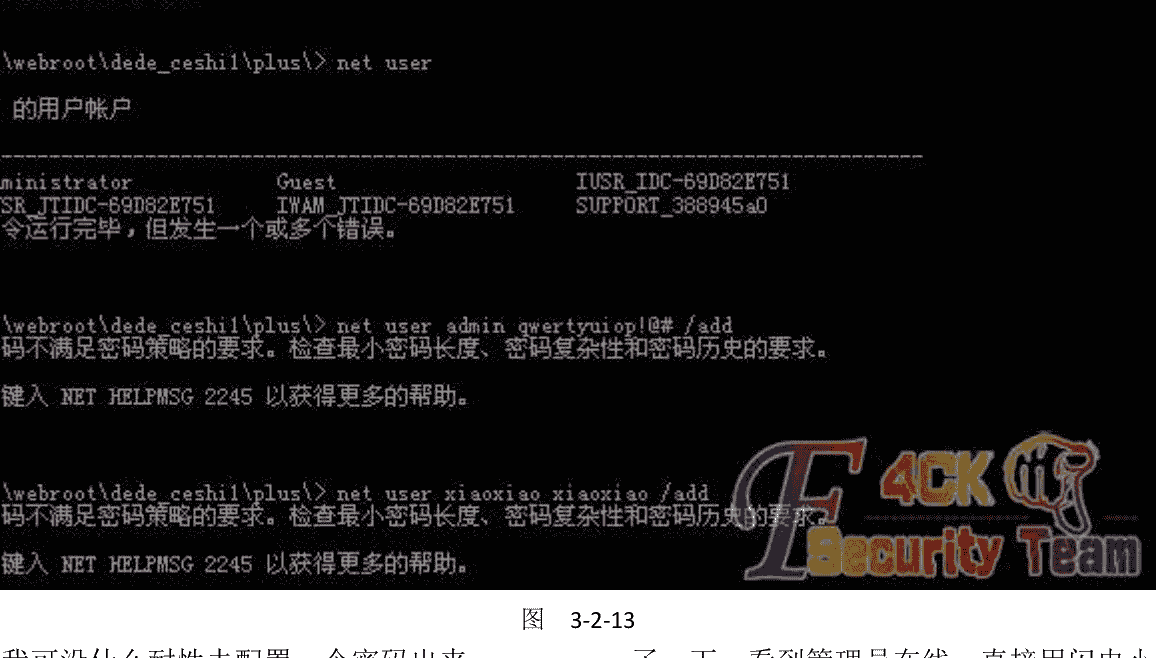 \webroot\dede_ceshi1\plus\> net user
的用户帐户
-------------------------------------------------------------------------------
ministrator Guest IUSR_IDC-69D82E751
SR_JTIDC-69D82E751 IWAM_JTIDC-69D82E751 SUPPORT_388945a0
令运行完毕，但发生一个或多个错误。
\webroot\dede_ceshi1\plus\> net user admin qwertyuiop!@# /add
码不满足密码策略的要求。检查最小密码长度、密码复杂性和密码历史的要求。
键入 NET HELPMSG 2245 以获得更多的帮助。
\webroot\dede_ceshi1\plus\> net user xiaoxiao xiaoxiao /add
码不满足密码策略的要求。检查最小密码长度、密码复杂性和密码历史的要求。
键入 NET HELPMSG 2245 以获得更多的帮助。
F4CK
Security Team
图 3-2-13